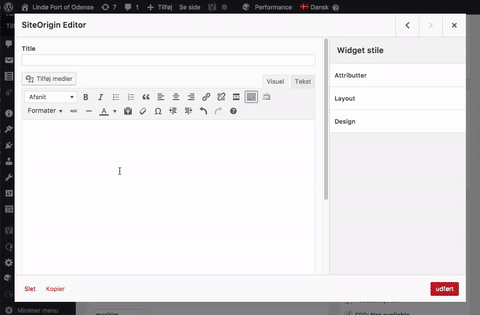 Linde Port of Odense 7 1 Tilføj Se side Performance Dansk
SiteOrigin Editor
Title
Tilføj medier
Visuel Tekst
Afsnit
Formater ABC A
Widget stile
Attributter
Layout
Design
Slet Kopier udført
Minimer menu